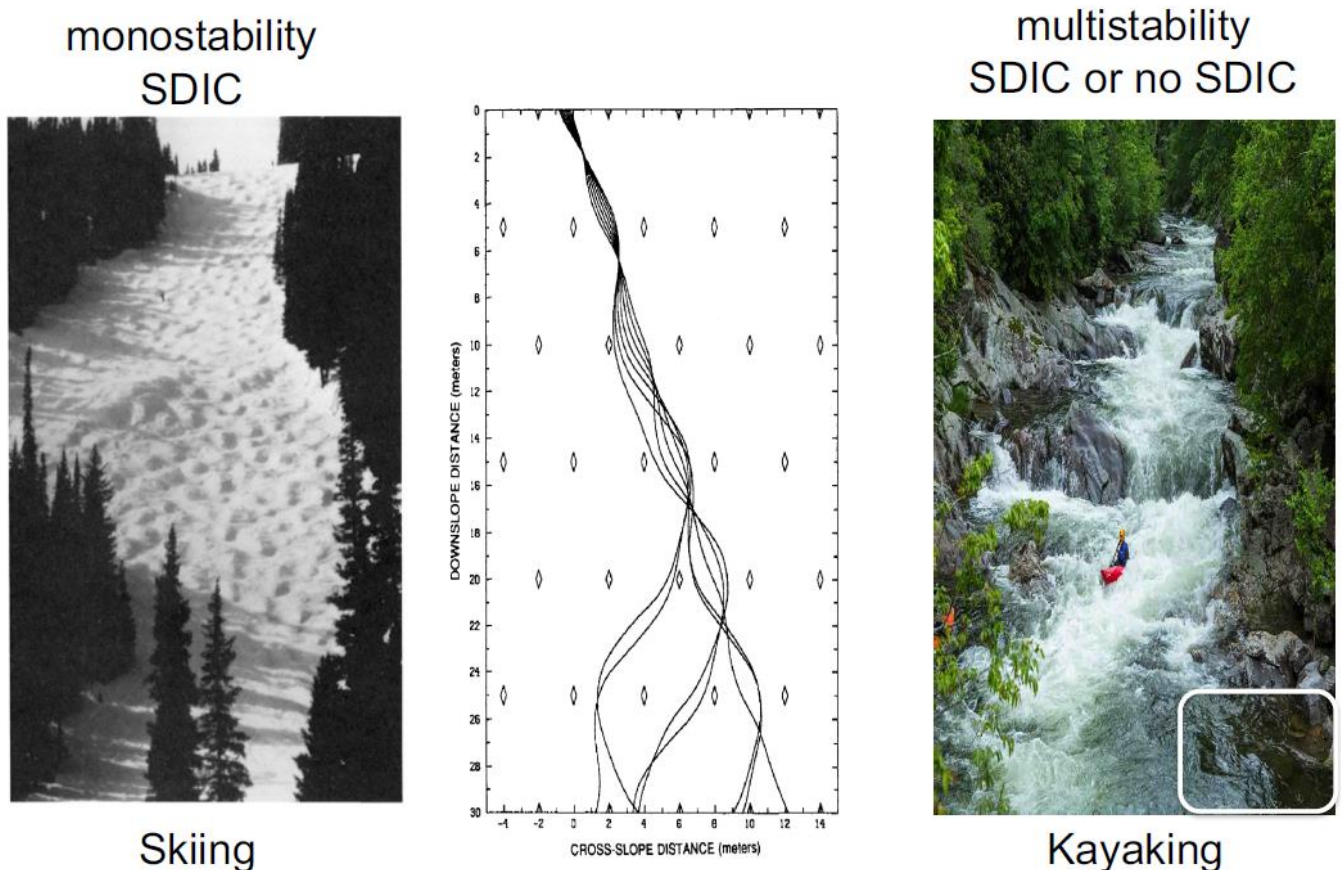 monostability
SDIC
multistability
SDIC or no SDIC
0
2
4
6
8
10
12
14
16
18
20
22
24
26
28
30
DOWNSLOPE DISTANCE (meters)
-4 -2 0 2 4 6 8 10 12 14
CROSS-SLOPE DISTANCE (meters)
Skiing
Kayaking